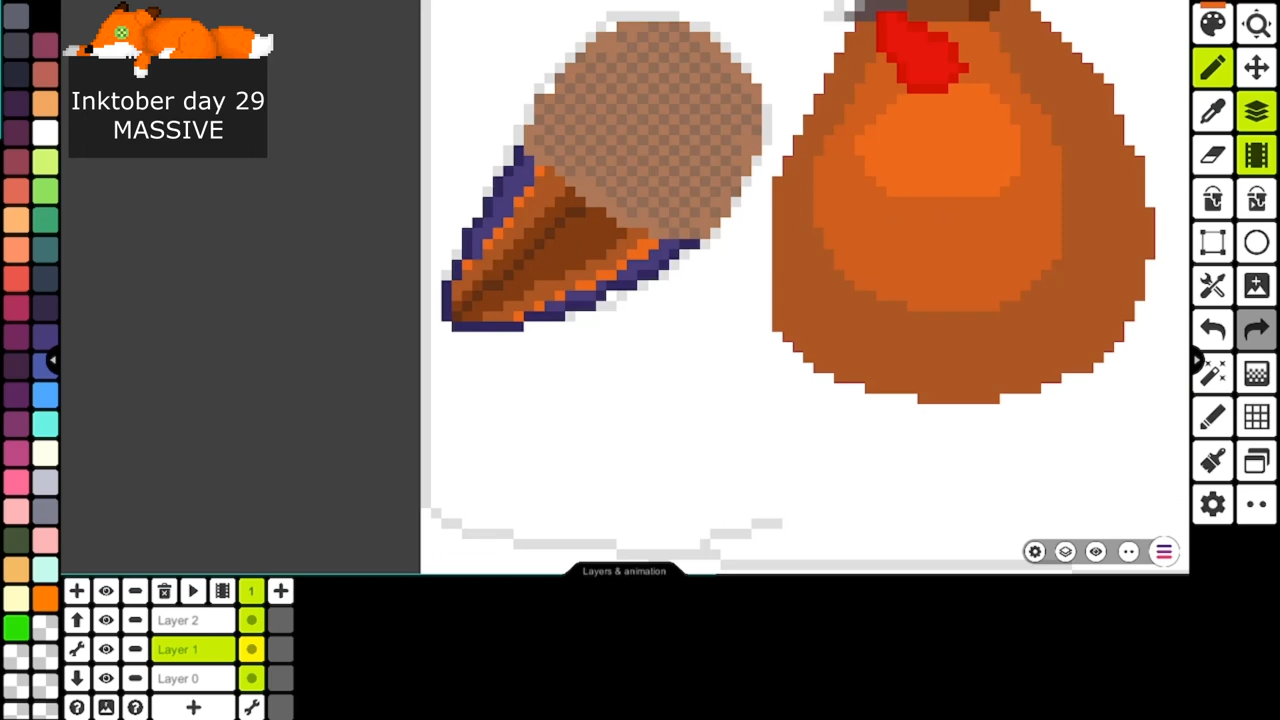 Inktober day 29
MASSIVE
Layers & animation
1
Layer 2
Layer 1
Layer 0